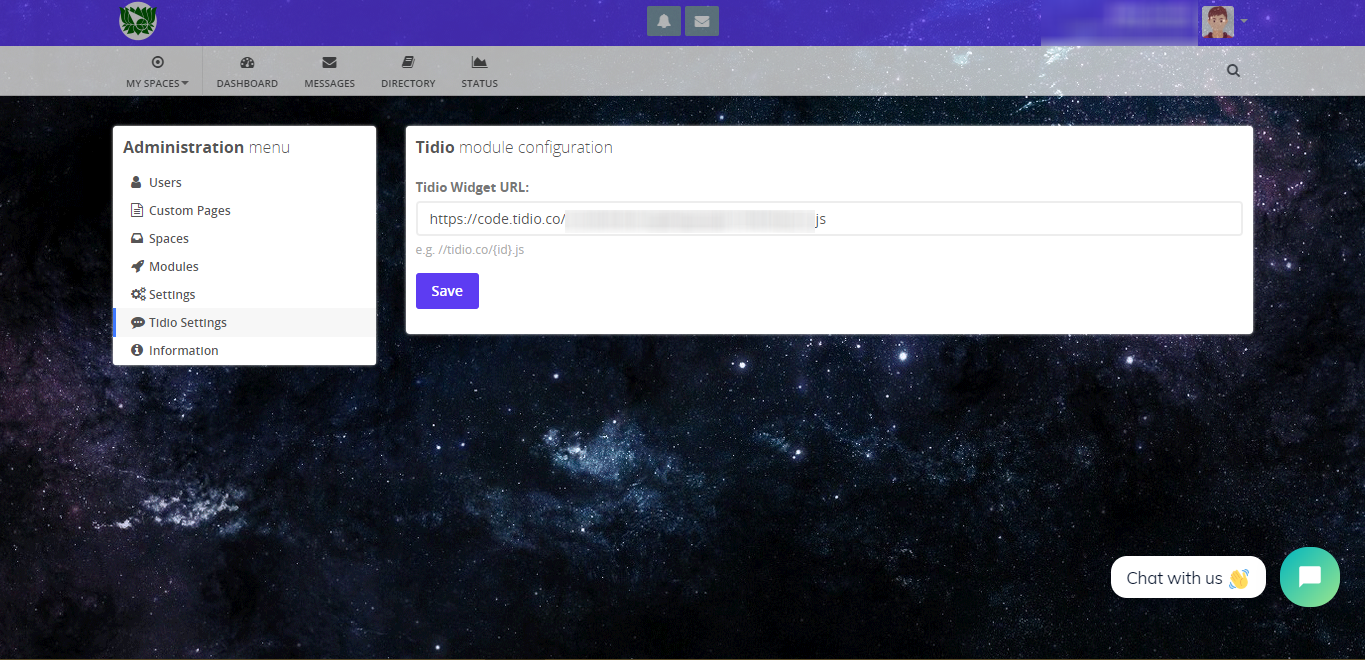 MY SPACES
DASHBOARD
MESSAGES
DIRECTORY
STATUS
Administration menu
Users
Custom Pages
Spaces
Modules
Settings
Tidio Settings
Information
Tidio module configuration
Tidio Widget URL:
https://code.tidio.co/ js
e.g. //tidio.co/{id}.js
Save
Chat with us 👋